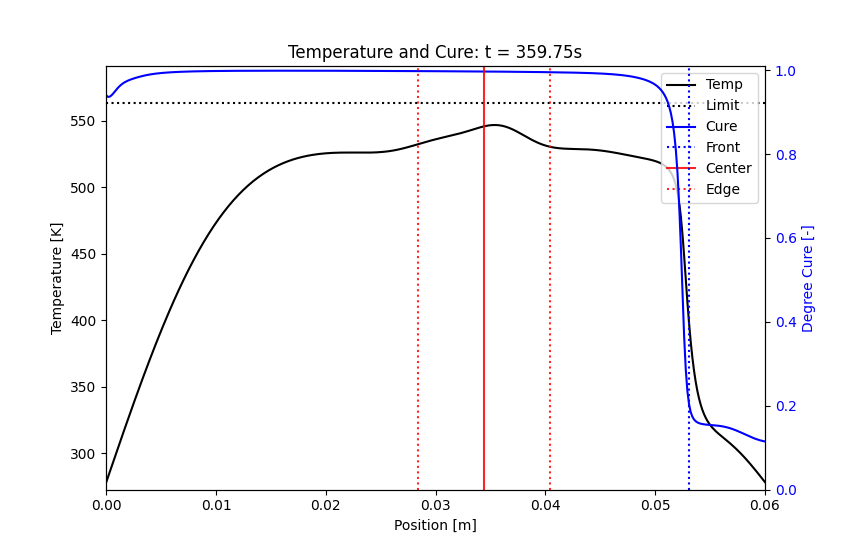 Temperature and Cure: t = 359.75s
Temperature [K]
550
500
450
400
350
300
Temp
Limit
Cure
Front
Center
Edge
1.0
0.8
0.6
0.4
0.2
0.0
Degree Cure [-]
0.00 0.01 0.02 0.03 0.04 0.05 0.06
Position [m]